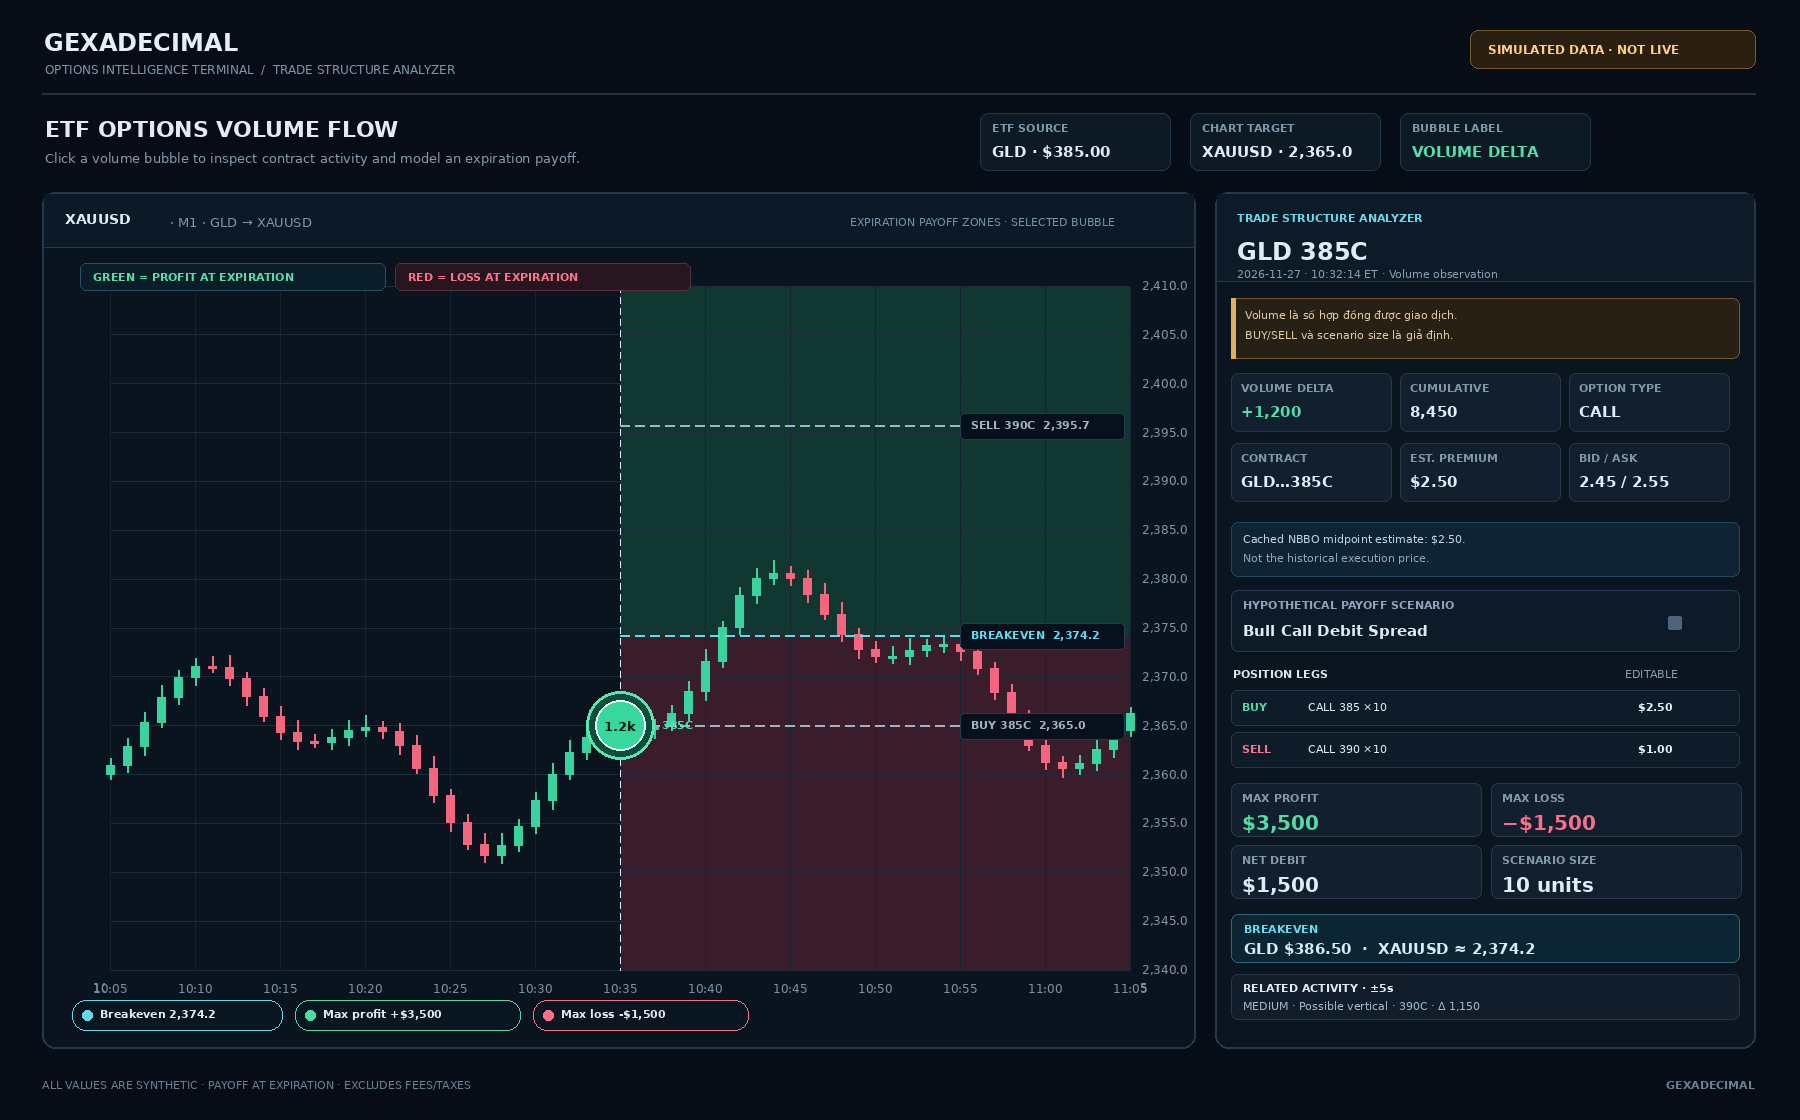 GEXADECIMAL
OPTIONS INTELLIGENCE TERMINAL / TRADE STRUCTURE ANALYZER
SIMULATED DATA · NOT LIVE
ETF OPTIONS VOLUME FLOW
Click a volume bubble to inspect contract activity and model an expiration payoff.
ETF SOURCE
GLD · $385.00
CHART TARGET
XAUUSD · 2,365.0
BUBBLE LABEL
VOLUME DELTA
XAUUSD · M1 · GLD → XAUUSD
EXPIRATION PAYOFF ZONES · SELECTED BUBBLE
GREEN = PROFIT AT EXPIRATION
RED = LOSS AT EXPIRATION
2,410.0
2,405.0
2,400.0
2,395.0
2,390.0
2,385.0
2,380.0
2,375.0
2,370.0
2,365.0
2,360.0
2,355.0
2,350.0
2,345.0
2,340.0
SELL 390C 2,395.7
BREAKEVEN 2,374.2
BUY 385C 2,365.0
1.2k
385C
10:05 10:10 10:15 10:20 10:25 10:30 10:35 10:40 10:45 10:50 10:55 11:00 11:05
Breakeven 2,374.2
Max profit +$3,500
Max loss -$1,500
TRADE STRUCTURE ANALYZER
GLD 385C
2026-11-27 · 10:32:14 ET · Volume observation
Volume là số hợp đồng được giao dịch.
BUY/SELL và scenario size là giả định.
VOLUME DELTA
+1,200
CUMULATIVE
8,450
OPTION TYPE
CALL
CONTRACT
GLD…385C
EST. PREMIUM
$2.50
BID / ASK
2.45 / 2.55
Cached NBBO midpoint estimate: $2.50.
Not the historical execution price.
HYPOTHETICAL PAYOFF SCENARIO
Bull Call Debit Spread
POSITION LEGS
EDITABLE
BUY CALL 385 ×10 $2.50
SELL CALL 390 ×10 $1.00
MAX PROFIT
$3,500
MAX LOSS
−$1,500
NET DEBIT
$1,500
SCENARIO SIZE
10 units
BREAKEVEN
GLD $386.50 · XAUUSD ≈ 2,374.2
RELATED ACTIVITY · ±5s
MEDIUM · Possible vertical · 390C · Δ 1,150
ALL VALUES ARE SYNTHETIC · PAYOFF AT EXPIRATION · EXCLUDES FEES/TAXES
GEXADECIMAL